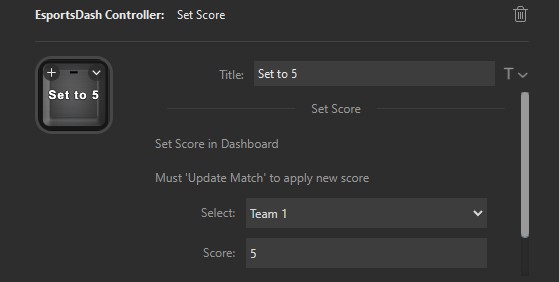 EsportsDash Controller: Set Score
Title: Set to 5
T
Set to 5
Set Score
Set Score in Dashboard
Must 'Update Match' to apply new score
Select: Team 1
Score: 5